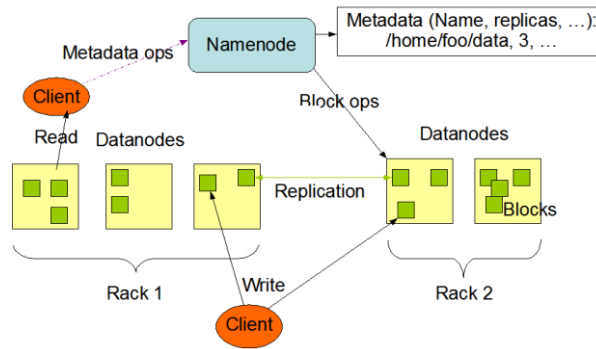 Metadata (Name, replicas, …):
/home/foo/data, 3, …
Namenode
Metadata ops
Client
Block ops
Read
Datanodes
Datanodes
Replication
Blocks
Rack 1
Write
Rack 2
Client